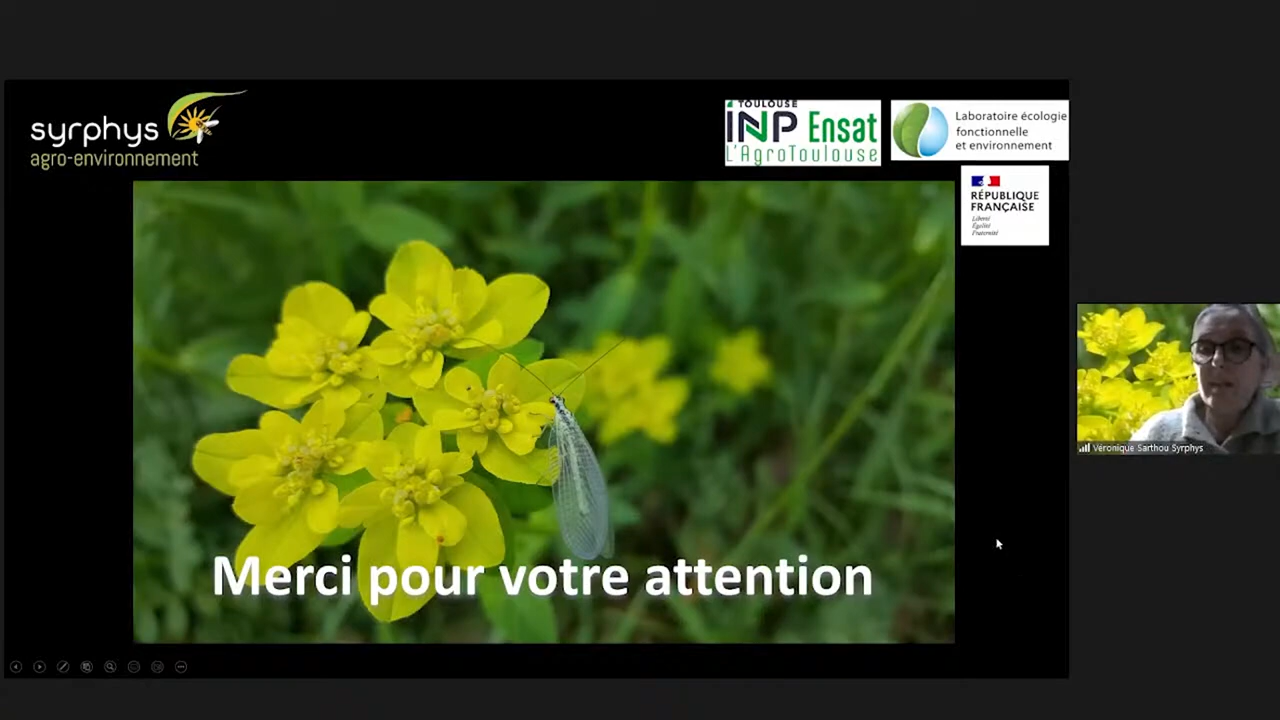 syrphys
agro-environnement
TOULOUSE
INP Ensat
L'AgroToulouse
Laboratoire écologie
fonctionnelle
et environnement
RÉPUBLIQUE
FRANÇAISE
Liberté
Égalité
Fraternité
Merci pour votre attention
Véronique Sarthou Syrphys